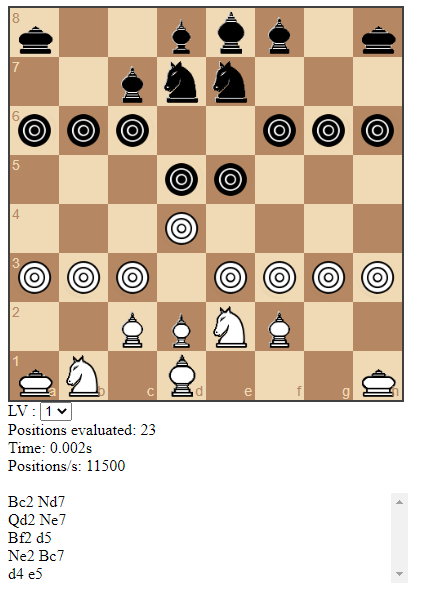 8
7
6
5
4
3
2
1 a b c d e f g h
LV : 1
Positions evaluated: 23
Time: 0.002s
Positions/s: 11500
Bc2 Nd7
Qd2 Ne7
Bf2 d5
Ne2 Bc7
d4 e5